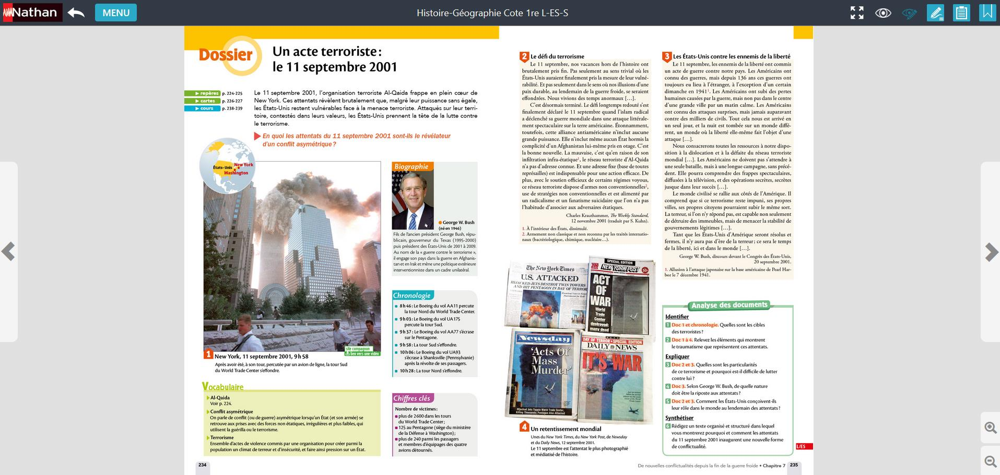 Nathan
MENU
Histoire-Géographie Cote 1re L-ES-S
Dossier
Un acte terroriste :
le 11 septembre 2001
repères p. 224-225
cartes p. 226-227
cours p. 238-239
Le 11 septembre 2001, l'organisation terroriste Al-Qaida frappe en plein cœur de
New York. Ces attentats révèlent brutalement que, malgré leur puissance sans égale,
les États-Unis restent vulnérables face à la menace terroriste. Attaqués sur leur terri-
toire, contestés dans leurs valeurs, les États-Unis prennent la tête de la lutte contre
le terrorisme.
En quoi les attentats du 11 septembre 2001 sont-ils le révélateur
d'un conflit asymétrique ?
États-Unis
New York
Washington
site compagnon
lien vers une vidéo
1 New York, 11 septembre 2001, 9 h 58
Après avoir été, à son tour, percutée par un avion de ligne, la tour Sud
du World Trade Center s'effondre.
Vocabulaire
Al-Qaida
Voir p. 224.
Conflit asymétrique
On parle de conflit (ou de guerre) asymétrique lorsqu'un État (et son armée) se
retrouve aux prises avec des forces non étatiques, irrégulières et plus faibles, qui
utilisent la guérilla ou le terrorisme.
Terrorisme
Ensemble d'actes de violence commis par une organisation pour créer parmi la
population un climat de terreur et d'insécurité, et faire ainsi pression sur un État.
234
Biographie
George W. Bush
(né en 1946)
Fils de l'ancien président George Bush, répu-
blicain, gouverneur du Texas (1995-2000)
puis président des États-Unis de 2001 à 2009.
Au nom de la « guerre contre le terrorisme »,
il engage son pays dans la guerre en Afghanis-
tan et en Irak et mène une politique extérieure
interventionniste dans un cadre unilatéral.
Chronologie
8 h 46 : Le Boeing du vol AA11 percute
la tour Nord du World Trade Center.
9 h 03 : Le Boeing du vol UA175
percute la tour Sud.
9 h 37 : Le Boeing du vol AA77 s'écrase
sur le Pentagone.
9 h 58 : La tour Sud s'effondre.
10 h 06 : Le Boeing du vol UA93
s'écrase à Shanksville (Pennsylvanie)
après la révolte de ses passagers.
10 h 28 : La tour Nord s'effondre.
Chiffres clés
Nombre de victimes :
plus de 2600 dans les tours
du World Trade Center ;
125 au Pentagone (siège du ministère
de la Défense à Washington) ;
plus de 240 parmi les passagers
et membres d'équipages des quatre
avions détournés.
2 Le défi du terrorisme
Le 11 septembre, nos vacances hors de l'histoire ont
brutalement pris fin. Pas seulement au sens trivial où les
États-Unis auraient finalement pris la mesure de leur vulné-
rabilité. Et pas seulement dans le sens où nos illusions d'une
paix durable, au lendemain de la guerre froide, se seraient
effondrées. Nous vivions des temps anormaux […].
C'est désormais terminé. Le défi longtemps redouté s'est
finalement déclaré le 11 septembre quand l'islam radical
a déclenché sa guerre mondiale dans une attaque littérale-
ment spectaculaire sur la terre américaine. Étonnamment,
toutefois, cette alliance antiaméricaine n'inclut aucune
grande puissance. Elle n'inclut même aucun État hormis la
complicité d'un Afghanistan lui-même pris en otage. C'est
la bonne nouvelle. La mauvaise, c'est qu'en raison de son
infiltration infra-étatique1, le réseau terroriste d'Al-Qaida
n'a pas d'adresse connue. Et une adresse fixe (base de toutes
représailles) est indispensable pour une action efficace. De
plus, avec le soutien officieux de certains régimes voyous,
ce réseau terroriste dispose d'armes non conventionnelles2,
use de stratégies non conventionnelles et est alimenté par
un radicalisme et un fanatisme suicidaire que l'on n'a pas
l'habitude d'associer aux adversaires étatiques.
Charles Krauthammer, The Weekly Standard,
12 novembre 2001 (traduit par S. Kuhn).
1. À l'intérieur des États, dissimulé.
2. Armement non classique et non reconnu par les traités internatio-
naux (bactériologique, chimique, nucléaire…).
The New York Times
U.S. ATTACKED
HIJACKED JETS DESTROY TWIN TOWERS
AND HIT PENTAGON IN DAY OF TERROR
SPECIAL EDITION
NEW YORK POST
ACT
OF
WAR
World
Trade
Center
destroyed;
many dead
Newsday
'Acts Of
Mass
Murder'
Hijacked Jets Topple World Trade Center,
Killing Thousands; Pentagon Also Attacked
DAY OF TERROR • SPECIAL EDITION
DAILY NEWS
IT'S WAR
4 Un retentissement mondial
Unes du New York Times, du New York Post, de Newsday
et du Daily News, 12 septembre 2001.
Le 11 septembre est l'attentat le plus photographié
et médiatisé de l'histoire.
3 Les États-Unis contre les ennemis de la liberté
Le 11 septembre, les ennemis de la liberté ont commis
un acte de guerre contre notre pays. Les Américains ont
connu des guerres, mais depuis 136 ans ces guerres ont
toujours eu lieu à l'étranger, à l'exception d'un certain
dimanche en 19411. Les Américains ont subi des pertes
humaines causées par la guerre, mais non pas dans le centre
d'une grande ville par un matin calme. Les Américains
ont connu des attaques surprises, mais jamais auparavant
contre des milliers de civils. Tout cela nous est arrivé en
un seul jour, et la nuit est tombée sur un monde diffé-
rent, un monde où la liberté elle-même fait l'objet d'une
attaque […].
Nous consacrerons toutes les ressources à notre dispo-
sition à la dislocation et à la défaite du réseau terroriste
mondial […]. Les Américains ne doivent pas s'attendre à
une seule bataille, mais à une longue campagne, sans précé-
dent. Elle pourra comprendre des frappes spectaculaires,
diffusées à la télévision, et des opérations secrètes, secrètes
jusque dans leur succès […].
Le monde civilisé se rallie aux côtés de l'Amérique. Il
comprend que si ce terrorisme reste impuni, ses propres
villes, ses propres citoyens pourraient subir le même sort.
La terreur, si l'on n'y répond pas, est capable non seulement
de détruire des immeubles, mais de menacer la stabilité de
gouvernements légitimes […].
Tant que les États-Unis d'Amérique seront résolus et
fermes, il n'y aura pas d'ère de la terreur ; ce sera le temps
de la liberté, ici et dans le monde […].
George W. Bush, discours devant le Congrès des États-Unis,
20 septembre 2001.
1. Allusion à l'attaque japonaise sur la base américaine de Pearl Har-
bor le 7 décembre 1941.
Analyse des documents
Identifier
1 Doc 1 et chronologie. Quelles sont les cibles
des terroristes ?
2 Doc 1 à 4. Relevez les éléments qui montrent
le traumatisme que représentent ces attentats.
Expliquer
3 Doc 2 et 3. Quelles sont les particularités
de ce terrorisme et pourquoi est-il difficile de lutter
contre lui ?
4 Doc 3. Selon George W. Bush, de quelle nature
doit être la riposte aux attentats ?
5 Doc 2 et 3. Comment les États-Unis conçoivent-ils
leur rôle dans le monde au lendemain des attentats ?
Synthétiser
6 Rédigez un texte organisé et structuré dans lequel
vous montrerez pourquoi et comment les attentats
du 11 septembre 2001 inaugurent une nouvelle forme
de conflictualité.
L/ES
De nouvelles conflictualités depuis la fin de la guerre froide • Chapitre 7 235